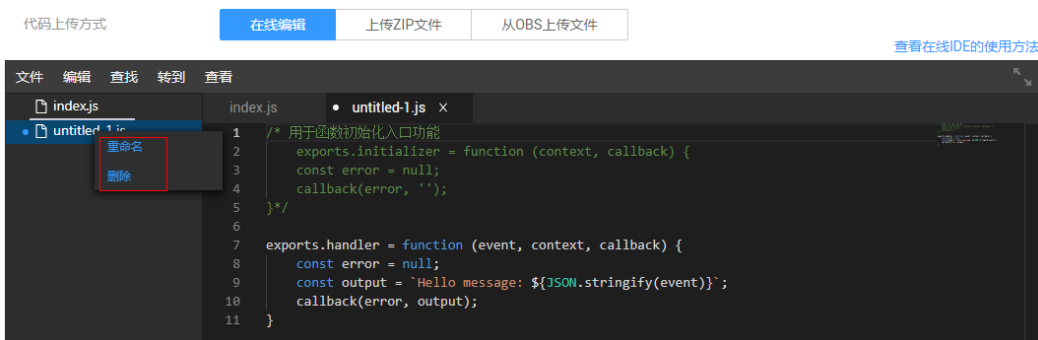 代码上传方式 在线编辑 上传ZIP文件 从OBS上传文件
查看在线IDE的使用方法
文件 编辑 查找 转到 查看
index.js
untitled-1.js
重命名
删除
index.js untitled-1.js ×
1 /* 用于函数初始化入口功能
2 exports.initializer = function (context, callback) {
3 const error = null;
4 callback(error, '');
5 }*/
6
7 exports.handler = function (event, context, callback) {
8 const error = null;
9 const output = `Hello message: ${JSON.stringify(event)}`;
10 callback(error, output);
11 }